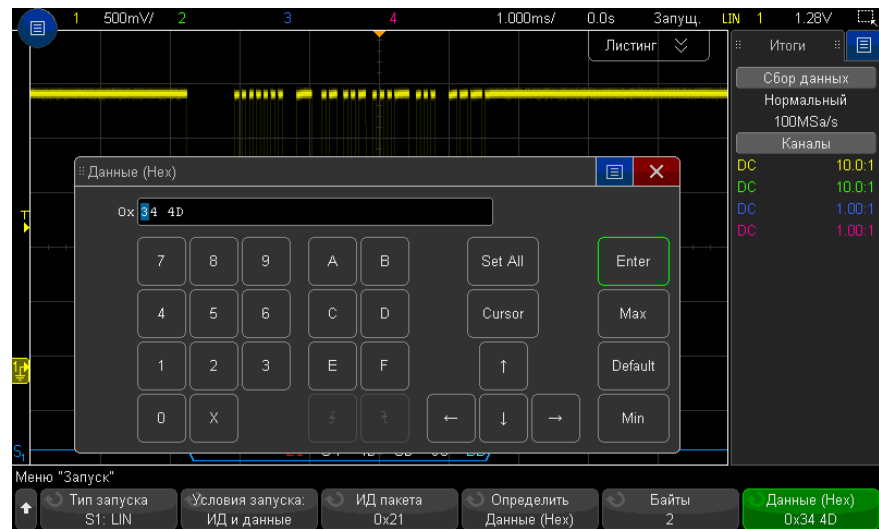 1 500mV/ 2 3 4 1.000ms/ 0.0s Запущ. LIN 1 1.28V
Листинг
Итоги
Сбор данных
Нормальный
100MSa/s
Каналы
DC 10.0:1
DC 10.0:1
DC 1.00:1
DC 1.00:1
Данные (Hex)
0x 34 4D
7 8 9 A B Set All Enter
4 5 6 C D Cursor Max
1 2 3 E F ↑ Default
0 X ← ↓ → Min
T
1
S1
Меню "Запуск"
Тип запуска Условия запуска: ИД пакета Определить Байты Данные (Hex)
S1: LIN ИД и данные 0x21 Данные (Hex) 2 0x34 4D